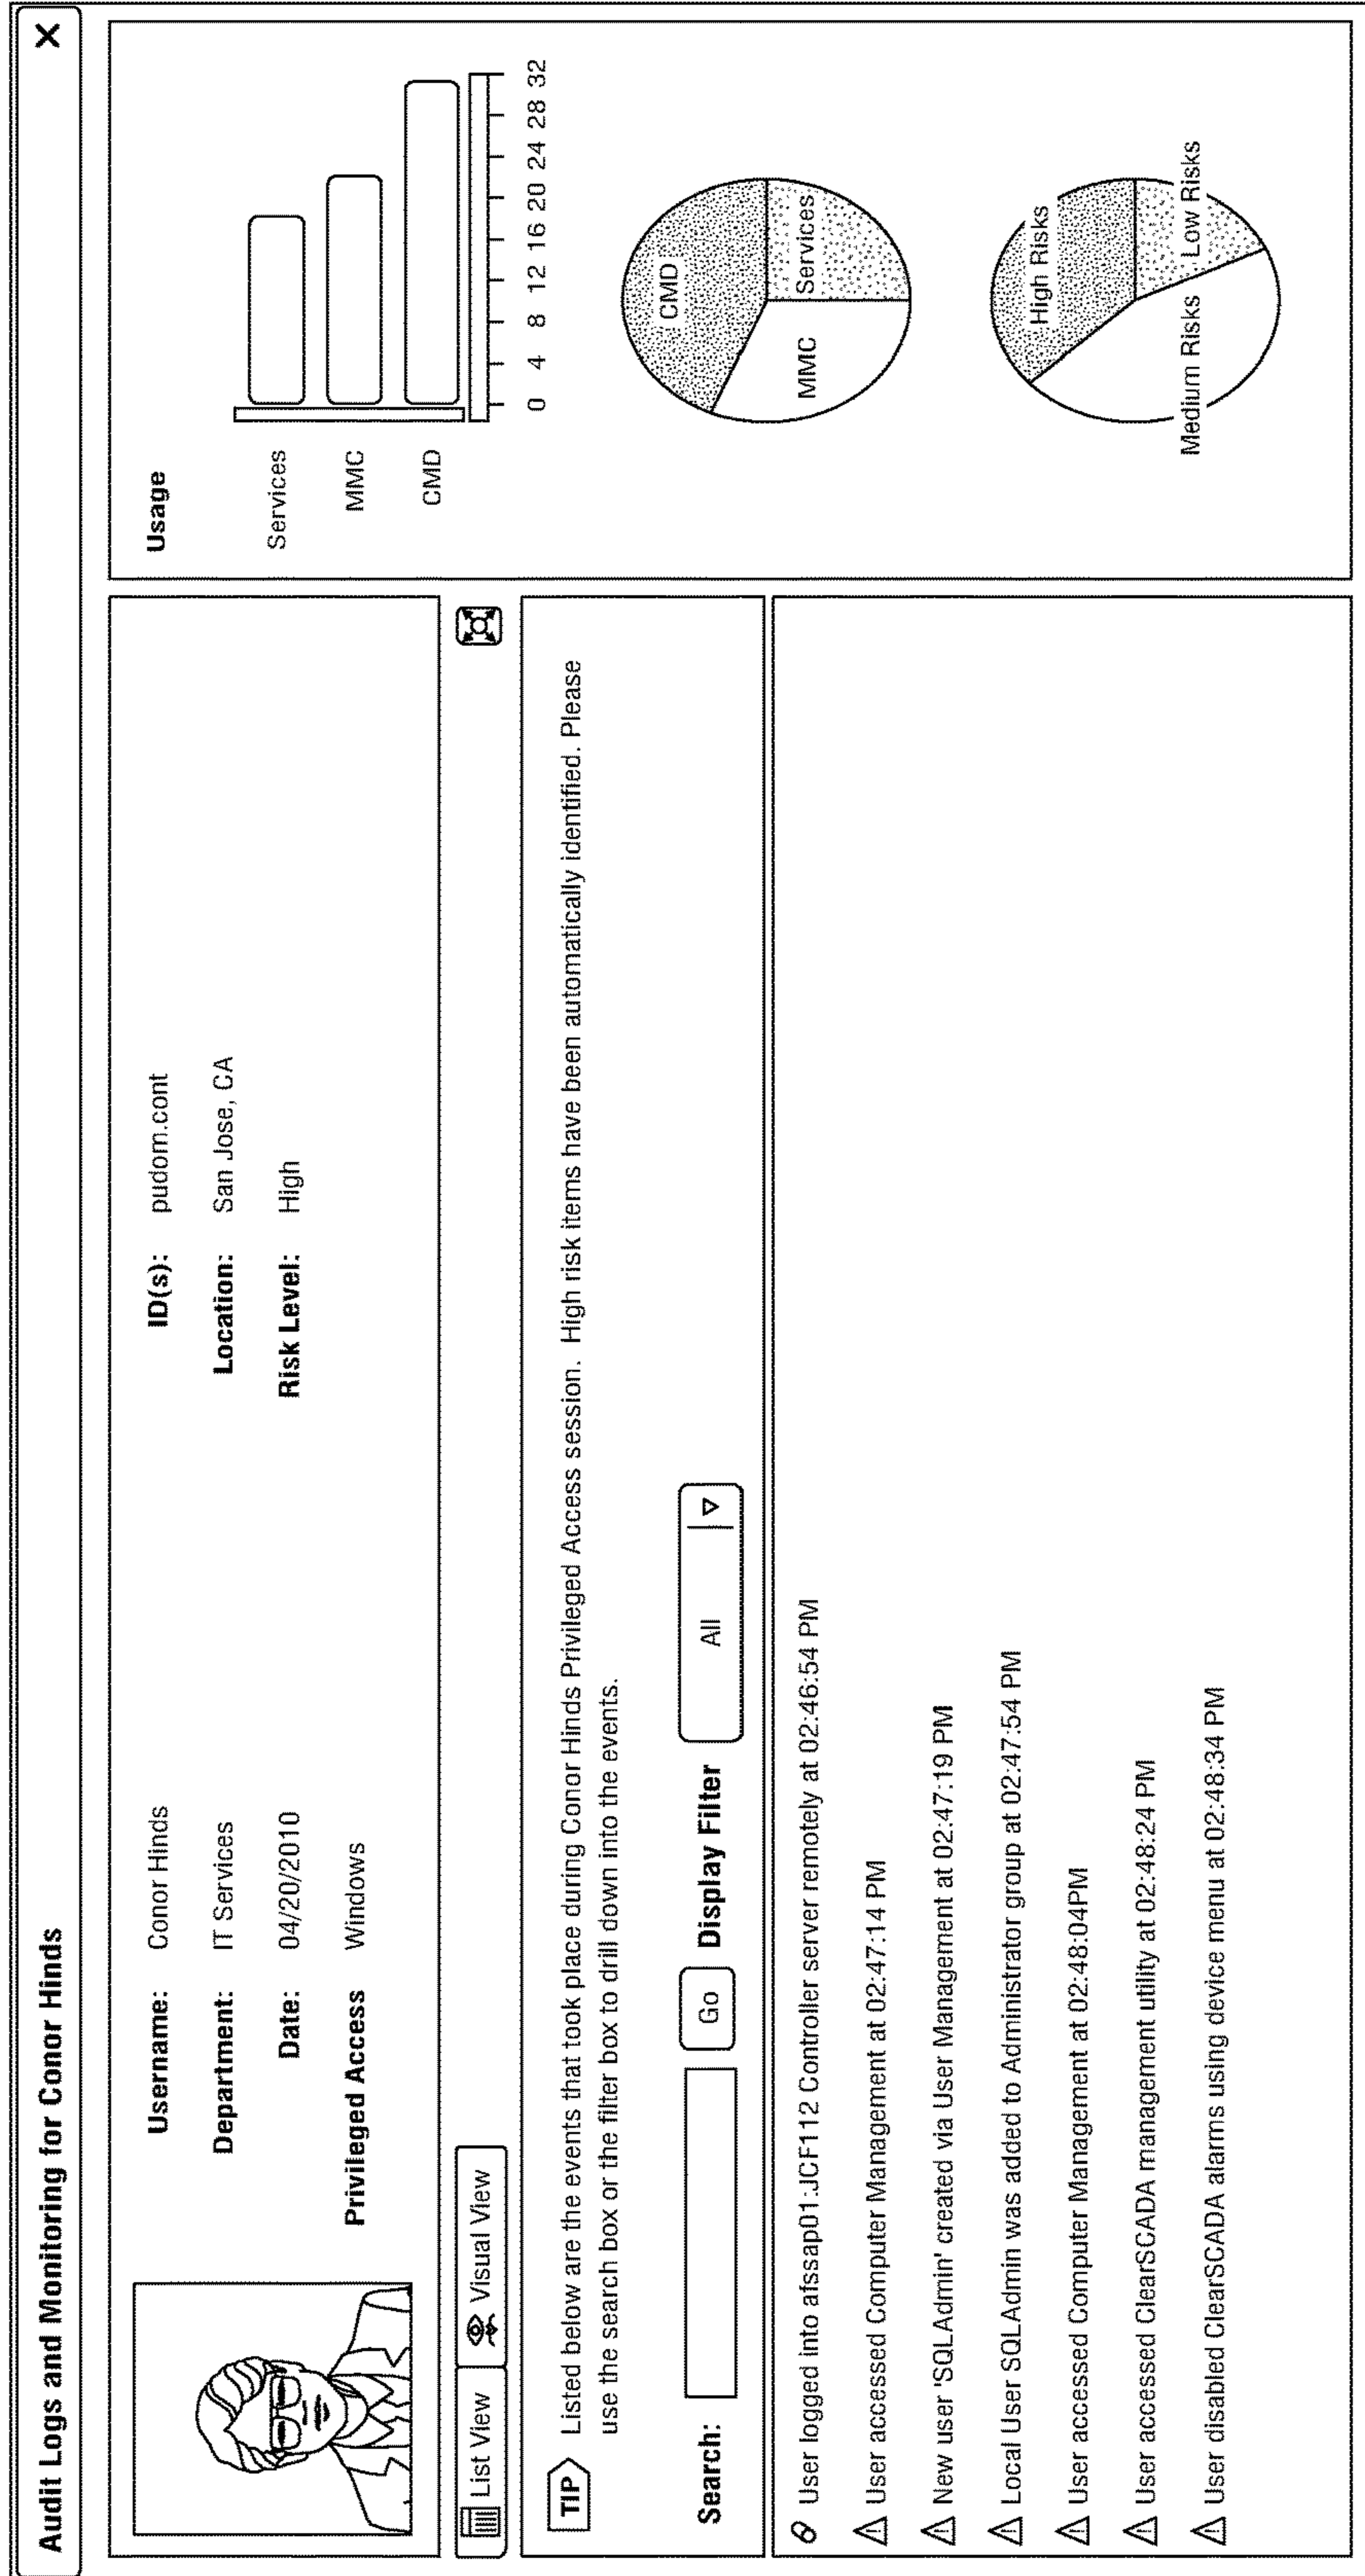 Audit Logs and Monitoring for Conor Hinds
X
Username: Conor Hinds
Department: IT Services
Date: 04/20/2010
Privileged Access Windows
ID(s): pudom.cont
Location: San Jose, CA
Risk Level: High
List View
Visual View
TIP
Listed below are the events that took place during Conor Hinds Privileged Access session. High risk items have been automatically identified. Please
use the search box or the filter box to drill down into the events.
Search:
Go
Display Filter
All
User logged into afssap01:JCF112 Controller server remotely at 02:46:54 PM
User accessed Computer Management at 02:47:14 PM
New user 'SQLAdmin' created via User Management at 02:47:19 PM
Local User SQLAdmin was added to Administrator group at 02:47:54 PM
User accessed Computer Management at 02:48:04PM
User accessed ClearSCADA management utility at 02:48:24 PM
User disabled ClearSCADA alarms using device menu at 02:48:34 PM
Usage
Services
MMC
CMD
0 4 8 12 16 20 24 28 32
CMD
MMC
Services
High Risks
Medium Risks
Low Risks